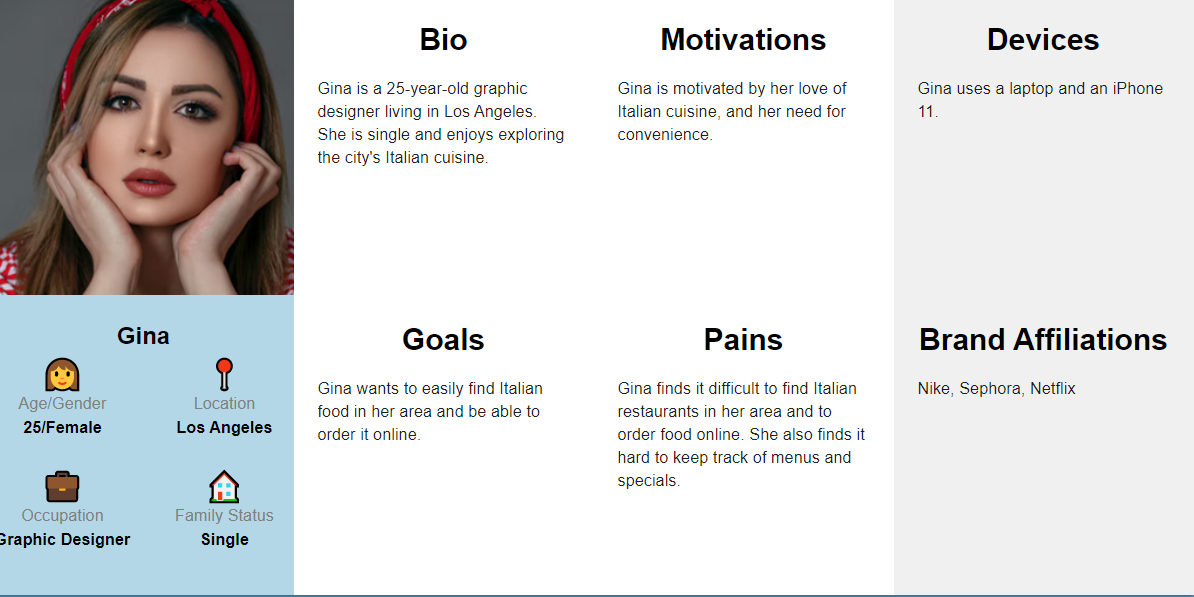 Bio
Gina is a 25-year-old graphic
designer living in Los Angeles.
She is single and enjoys exploring
the city's Italian cuisine.
Motivations
Gina is motivated by her love of
Italian cuisine, and her need for
convenience.
Devices
Gina uses a laptop and an iPhone
11.
Gina
Age/Gender
25/Female
Location
Los Angeles
Occupation
Graphic Designer
Family Status
Single
Goals
Gina wants to easily find Italian
food in her area and be able to
order it online.
Pains
Gina finds it difficult to find Italian
restaurants in her area and to
order food online. She also finds it
hard to keep track of menus and
specials.
Brand Affiliations
Nike, Sephora, Netflix